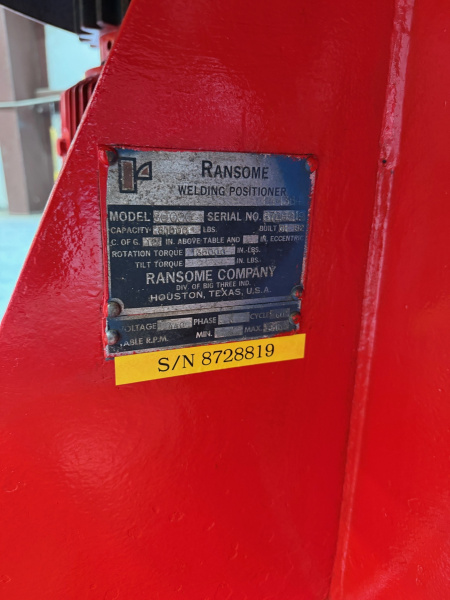 RANSOME
WELDING POSITIONER
MODEL SERIAL NO.
CAPACITY LBS. BUILT
C. OF G. IN. ABOVE TABLE AND IN. ECCENTRIC
ROTATION TORQUE IN.-LBS.
TILT TORQUE IN. LBS.
RANSOME COMPANY
DIV. OF BIG THREE IND.
HOUSTON, TEXAS, U.S.A.
VOLTAGE PHASE CYCLE
TABLE R.P.M. MIN. MAX.
S/N 8728819